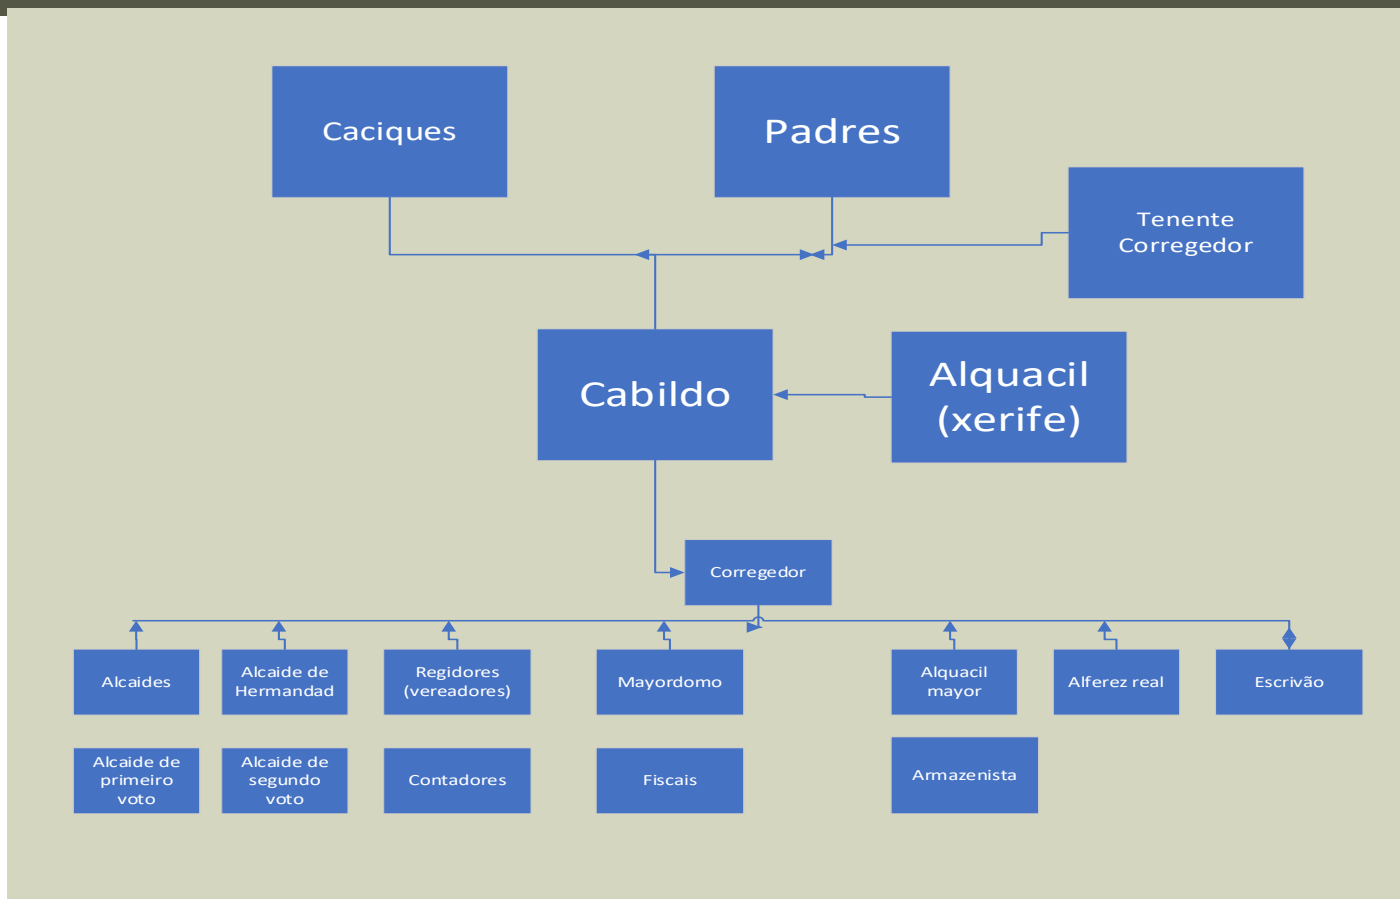 Caciques
Padres
Tenente
Corregedor
Cabildo
Alquacil
(xerife)
Corregedor
Alcaides
Alcaide de
Hermandad
Regidores
(vereadores)
Mayordomo
Alquacil
mayor
Alferez real
Escrivão
Alcaide de
primeiro
voto
Alcaide de
segundo
voto
Contadores
Fiscais
Armazenista